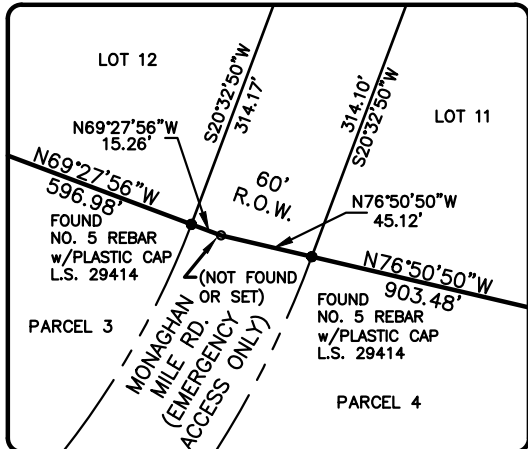 LOT 12
S20°32'50"W
314.17'
314.10'
S20°32'50"W
LOT 11
N69°27'56"W
15.26'
60'
R.O.W.
N69°27'56"W
596.98'
N76°50'50"W
45.12'
FOUND
NO. 5 REBAR
w/PLASTIC CAP
L.S. 29414
(NOT FOUND
OR SET)
N76°50'50"W
903.48'
FOUND
NO. 5 REBAR
w/PLASTIC CAP
L.S. 29414
PARCEL 3
MONAGHAN
MILE RD.
(EMERGENCY
ACCESS ONLY)
PARCEL 4